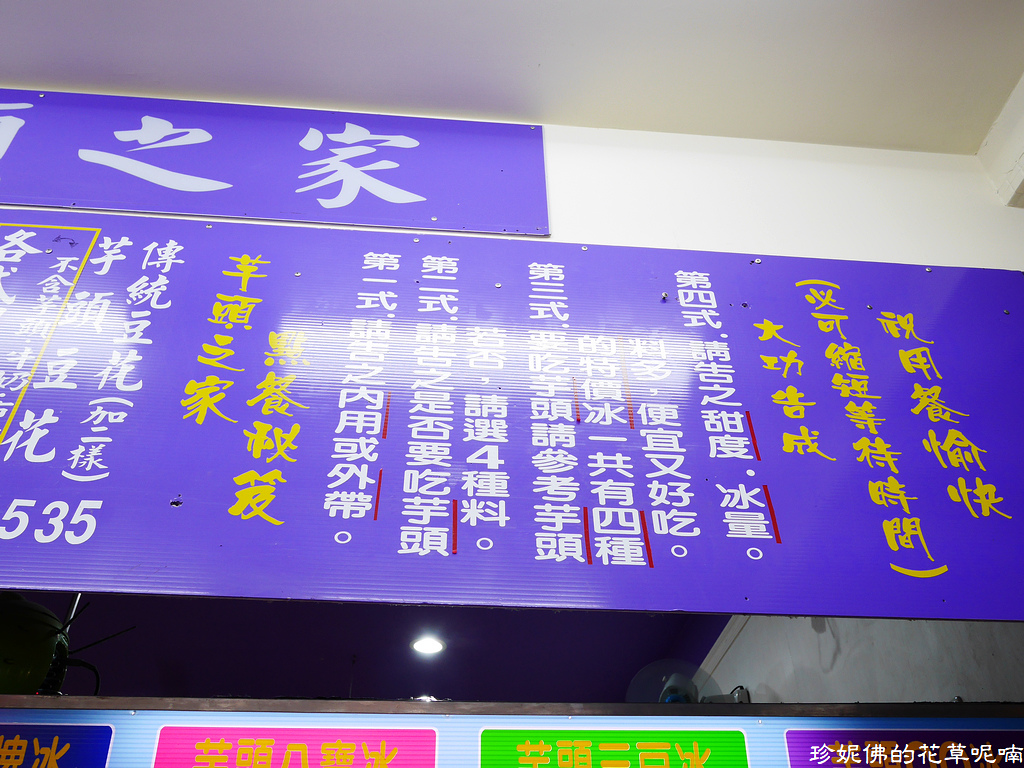 之家
芋頭之家
點餐秘笈
第一式.請告之內用或外帶。
第二式.請告之是否要吃芋頭
若否，請選4種料。
第三式.要吃芋頭請參考芋頭
的特價冰一共有四種
料多，便宜又好吃。
第四式.請告之甜度.冰量。
大功告成
(必可縮短等待時間)
祝用餐愉快
傳統豆花(加二樣)
芋頭豆花
535
芋頭八寶冰
芋頭三豆冰
珍妮佛的花草呢喃